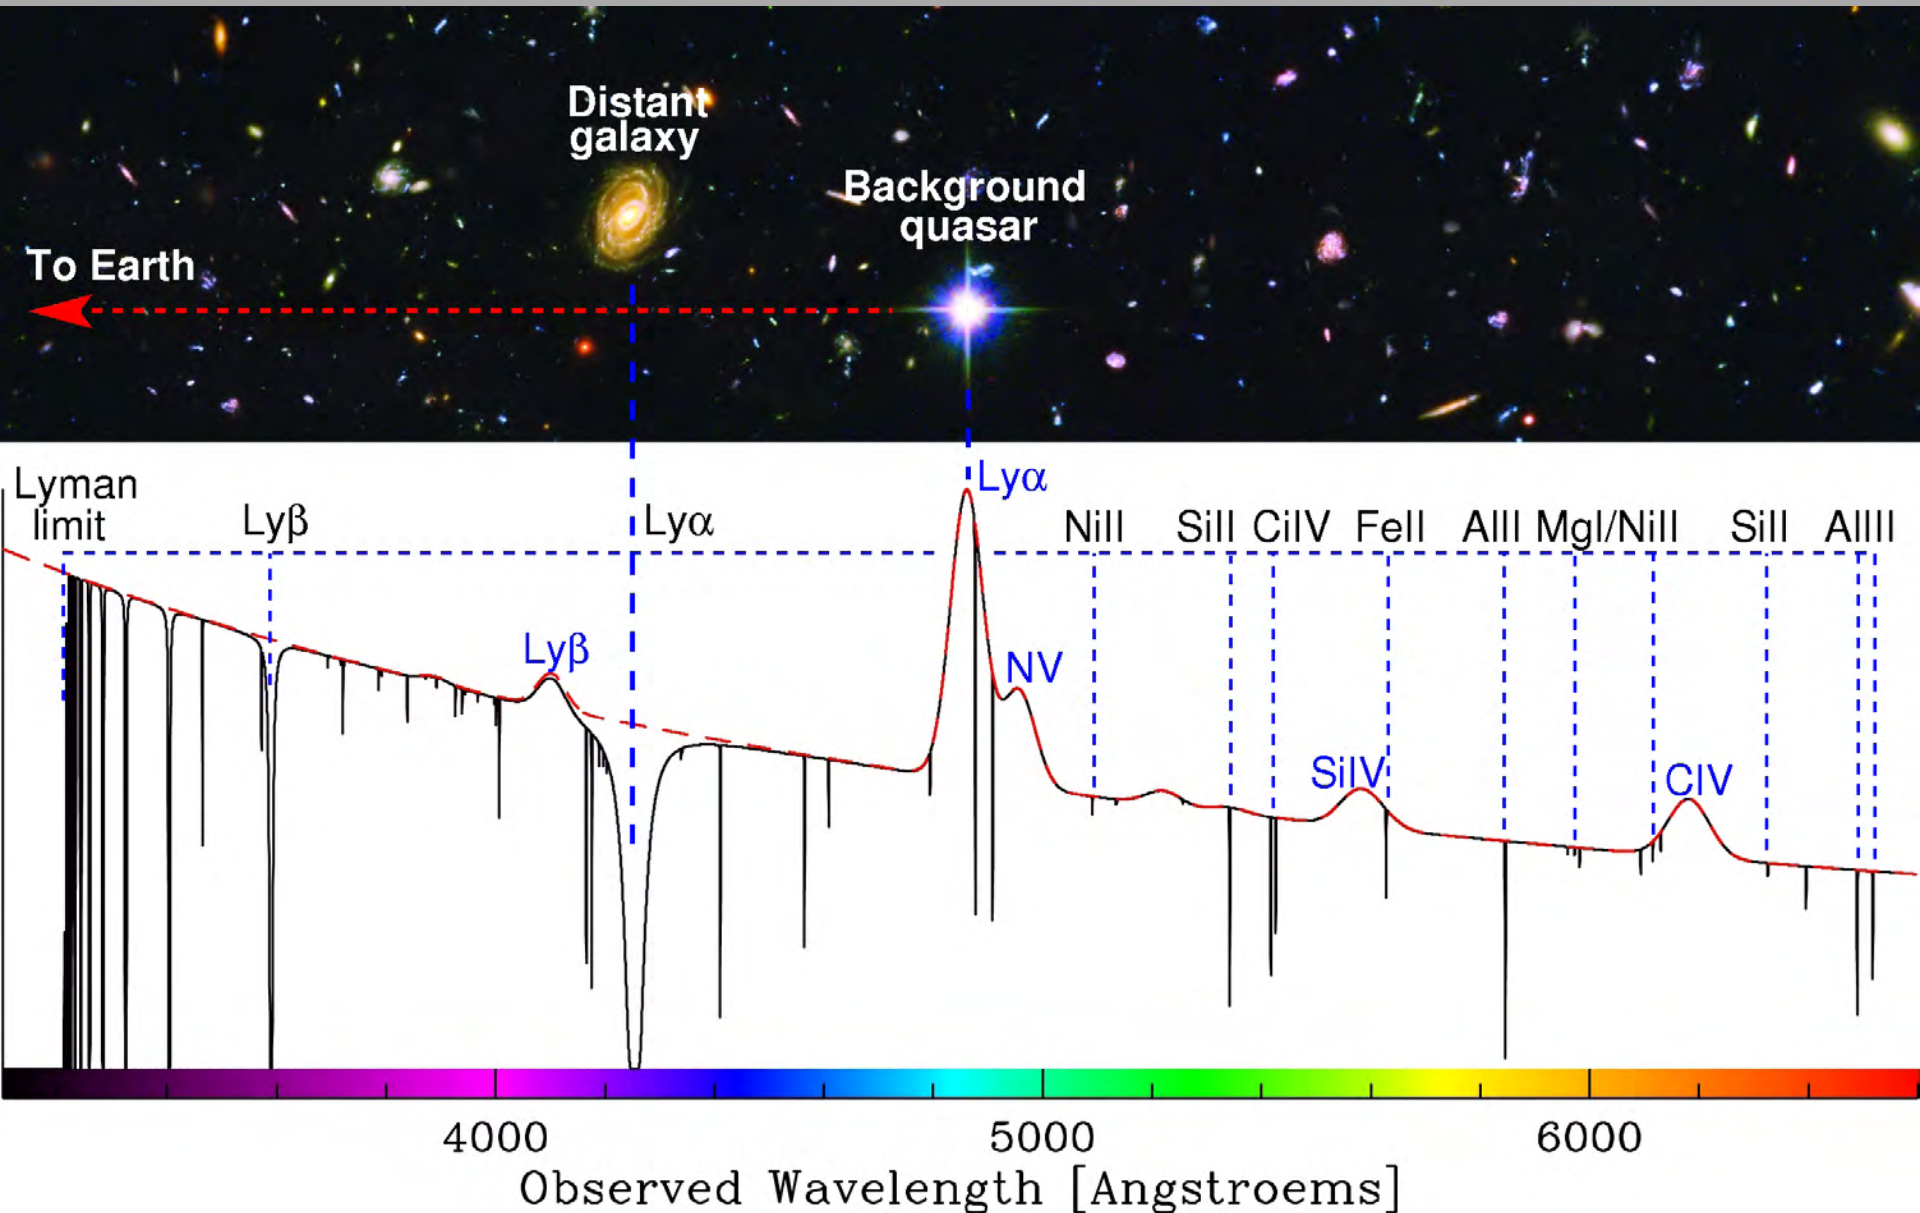 Distant
galaxy
Background
quasar
To Earth
Lyman
limit
Lyβ
Lyα
Lyα
NiII
SiII
CiIV
FeII
AlII
MgI/NiII
SiII
AlIII
Lyβ
NV
SiIV
CIV
4000
5000
6000
Observed Wavelength [Angstroems]